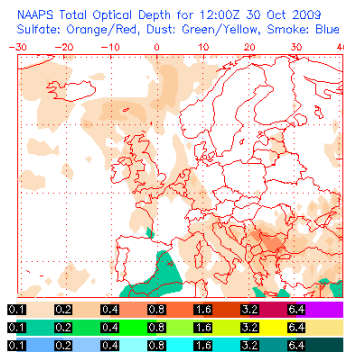 NAAPS Total Optical Depth for 12:00Z 30 Oct 2009
Sulfate: Orange/Red, Dust: Green/Yellow, Smoke: Blue
-30 -20 -10 0 10 20 30 40
0.1 0.2 0.4 0.8 1.6 3.2 6.4
0.1 0.2 0.4 0.8 1.6 3.2 6.4
0.1 0.2 0.4 0.8 1.6 3.2 6.4